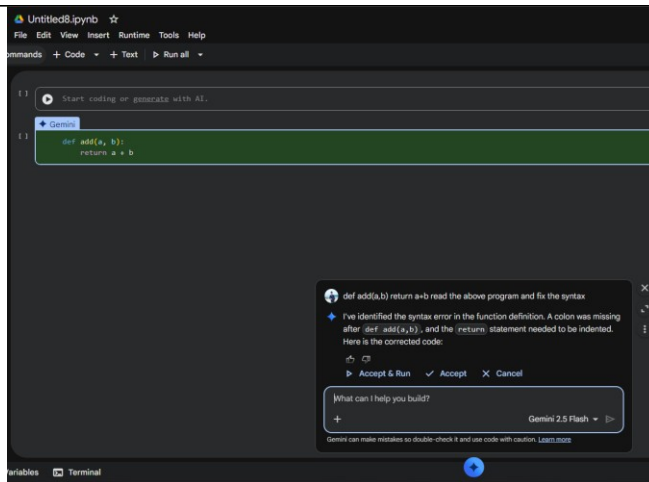 Untitled8.ipynb
File Edit View Insert Runtime Tools Help
ommands + Code + Text Run all
[ ] Start coding or generate with AI.
Gemini
[ ] def add(a, b):
return a + b
def add(a,b) return a+b read the above program and fix the syntax
I've identified the syntax error in the function definition. A colon was missing
after def add(a,b), and the return statement needed to be indented.
Here is the corrected code:
Accept & Run Accept Cancel
What can I help you build?
+ Gemini 2.5 Flash
Gemini can make mistakes so double-check it and use code with caution. Learn more
Variables Terminal